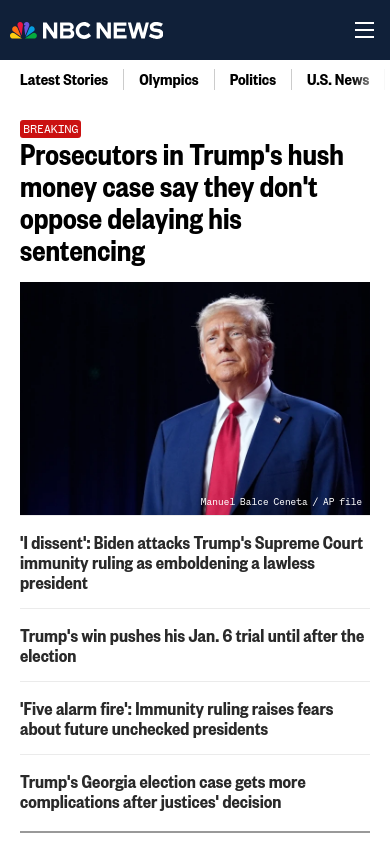 NBC NEWS
Latest Stories Olympics Politics U.S. News
BREAKING
Prosecutors in Trump's hush
money case say they don't
oppose delaying his
sentencing
Manuel Balce Ceneta / AP file
'I dissent': Biden attacks Trump's Supreme Court
immunity ruling as emboldening a lawless
president
Trump's win pushes his Jan. 6 trial until after the
election
'Five alarm fire': Immunity ruling raises fears
about future unchecked presidents
Trump's Georgia election case gets more
complications after justices' decision